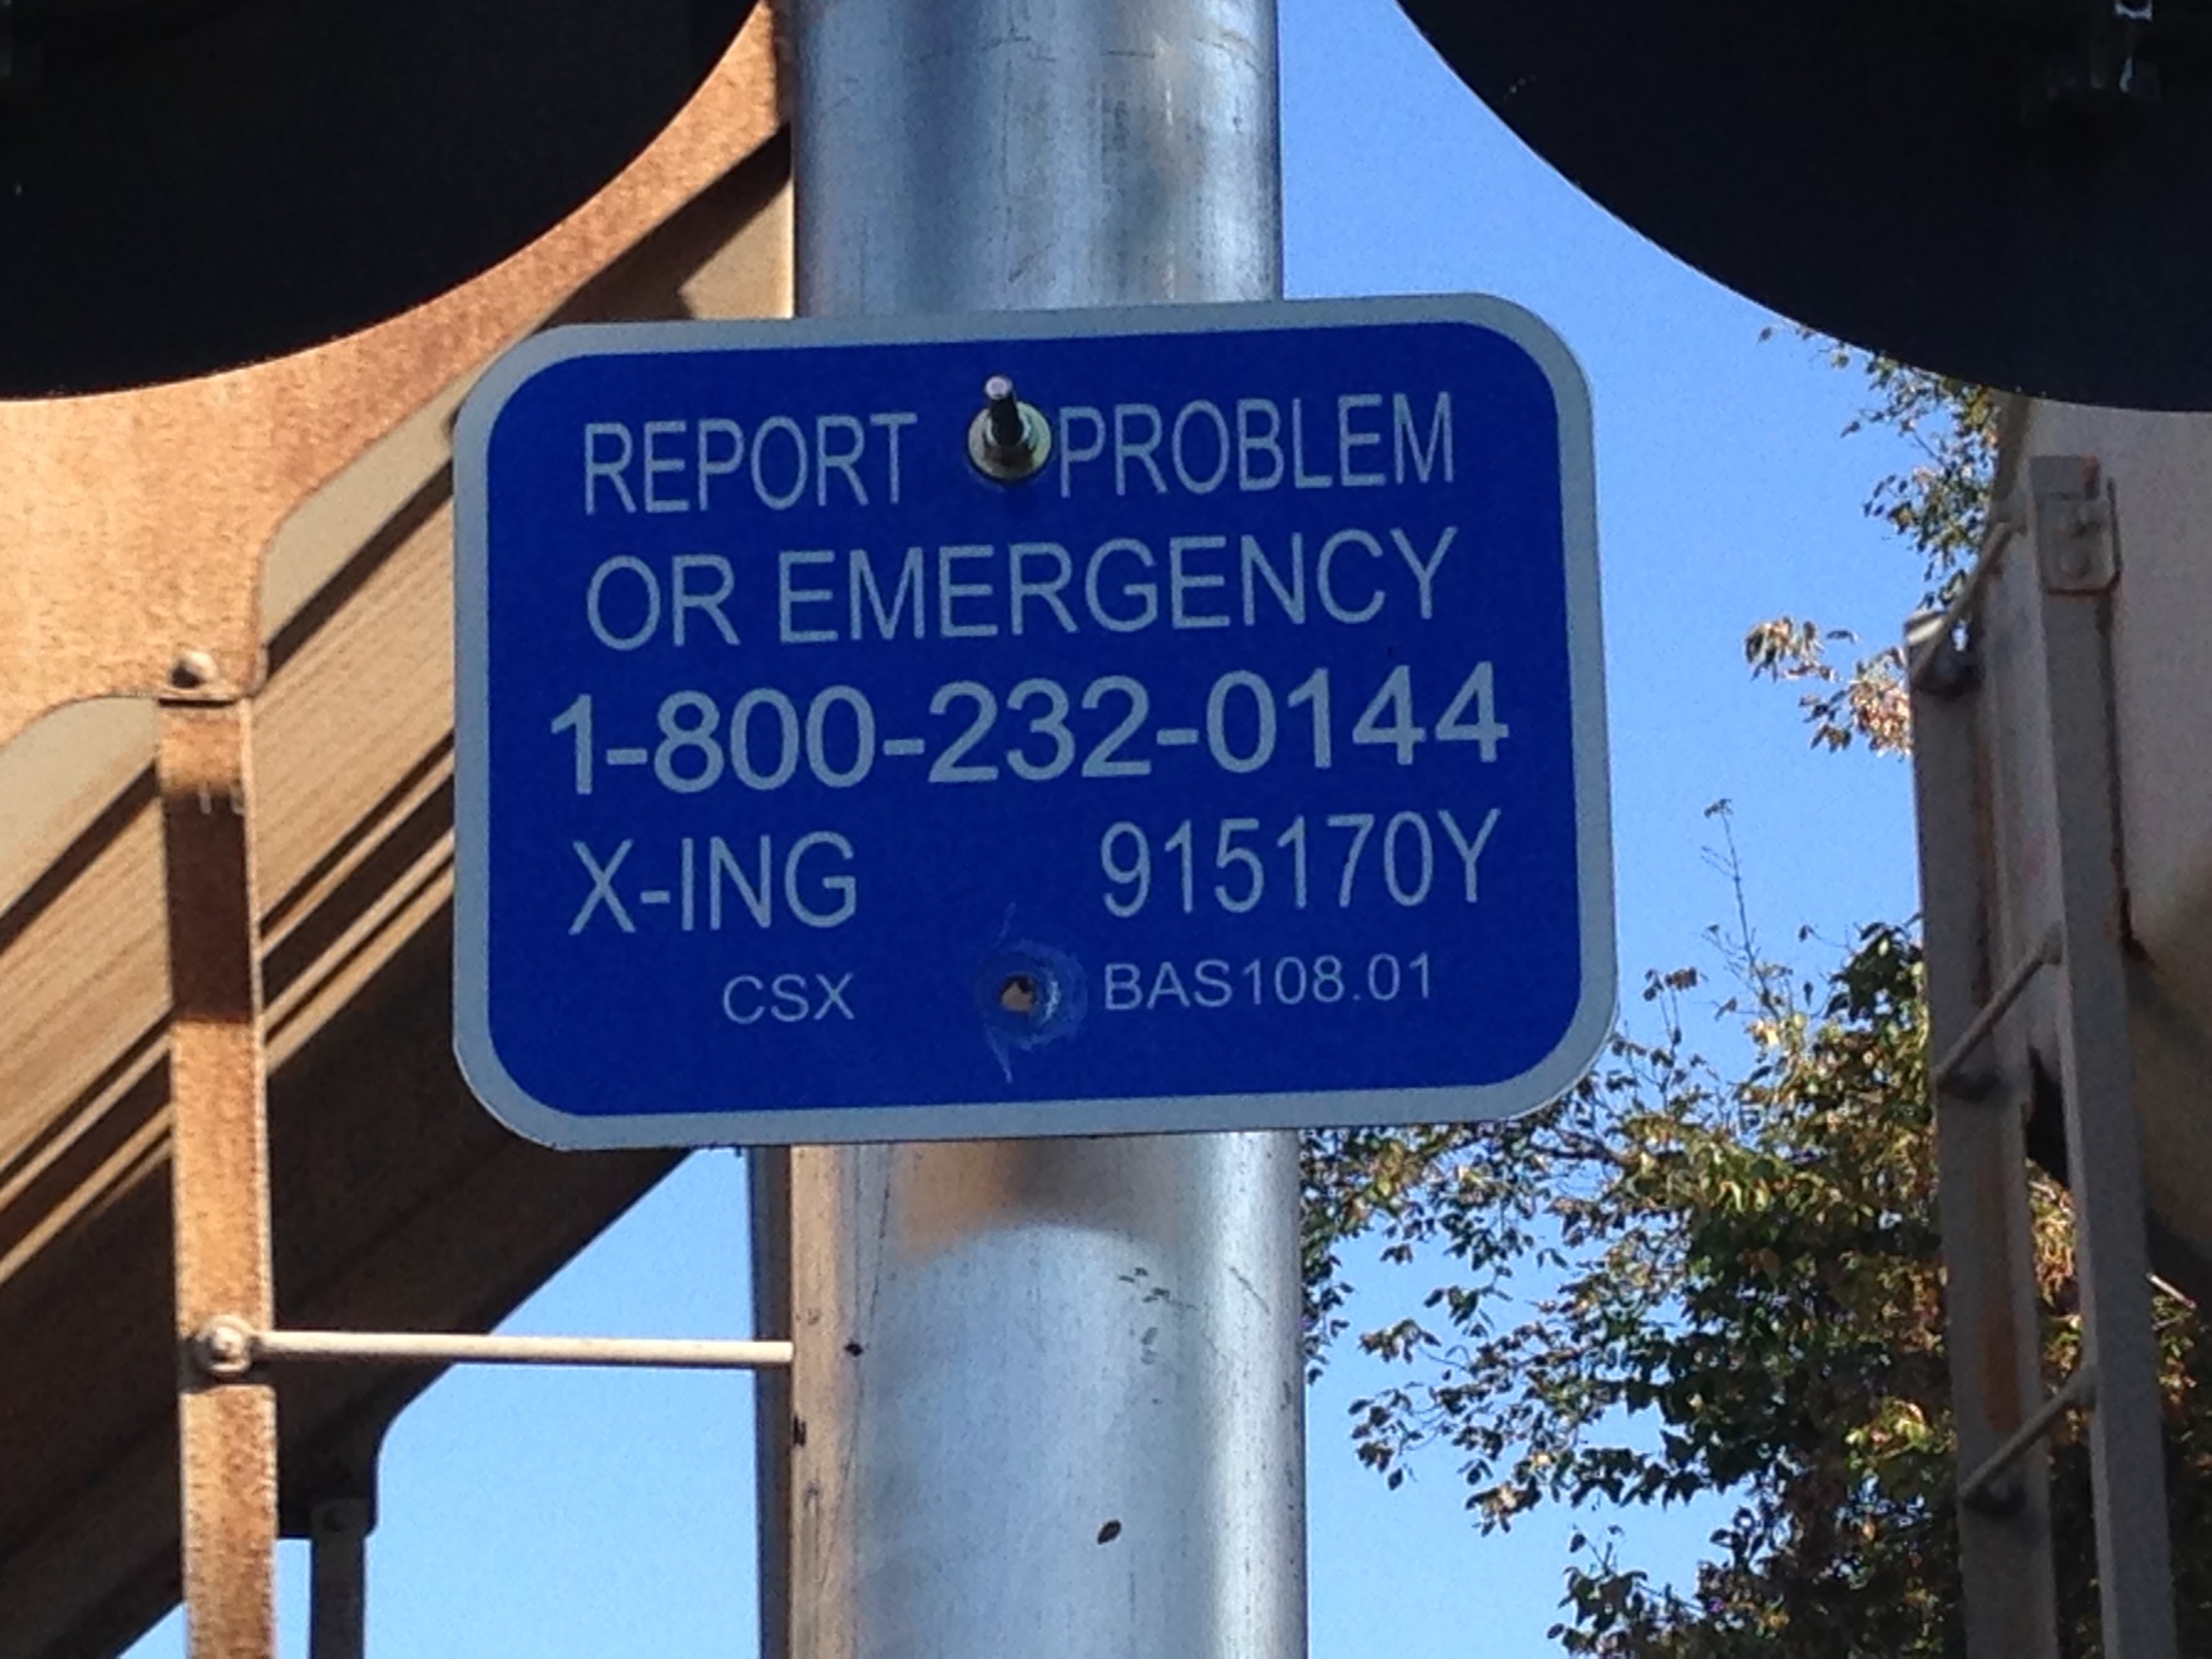 REPORT PROBLEM
OR EMERGENCY
1-800-232-0144
X-ING 915170Y
CSX BAS108.01